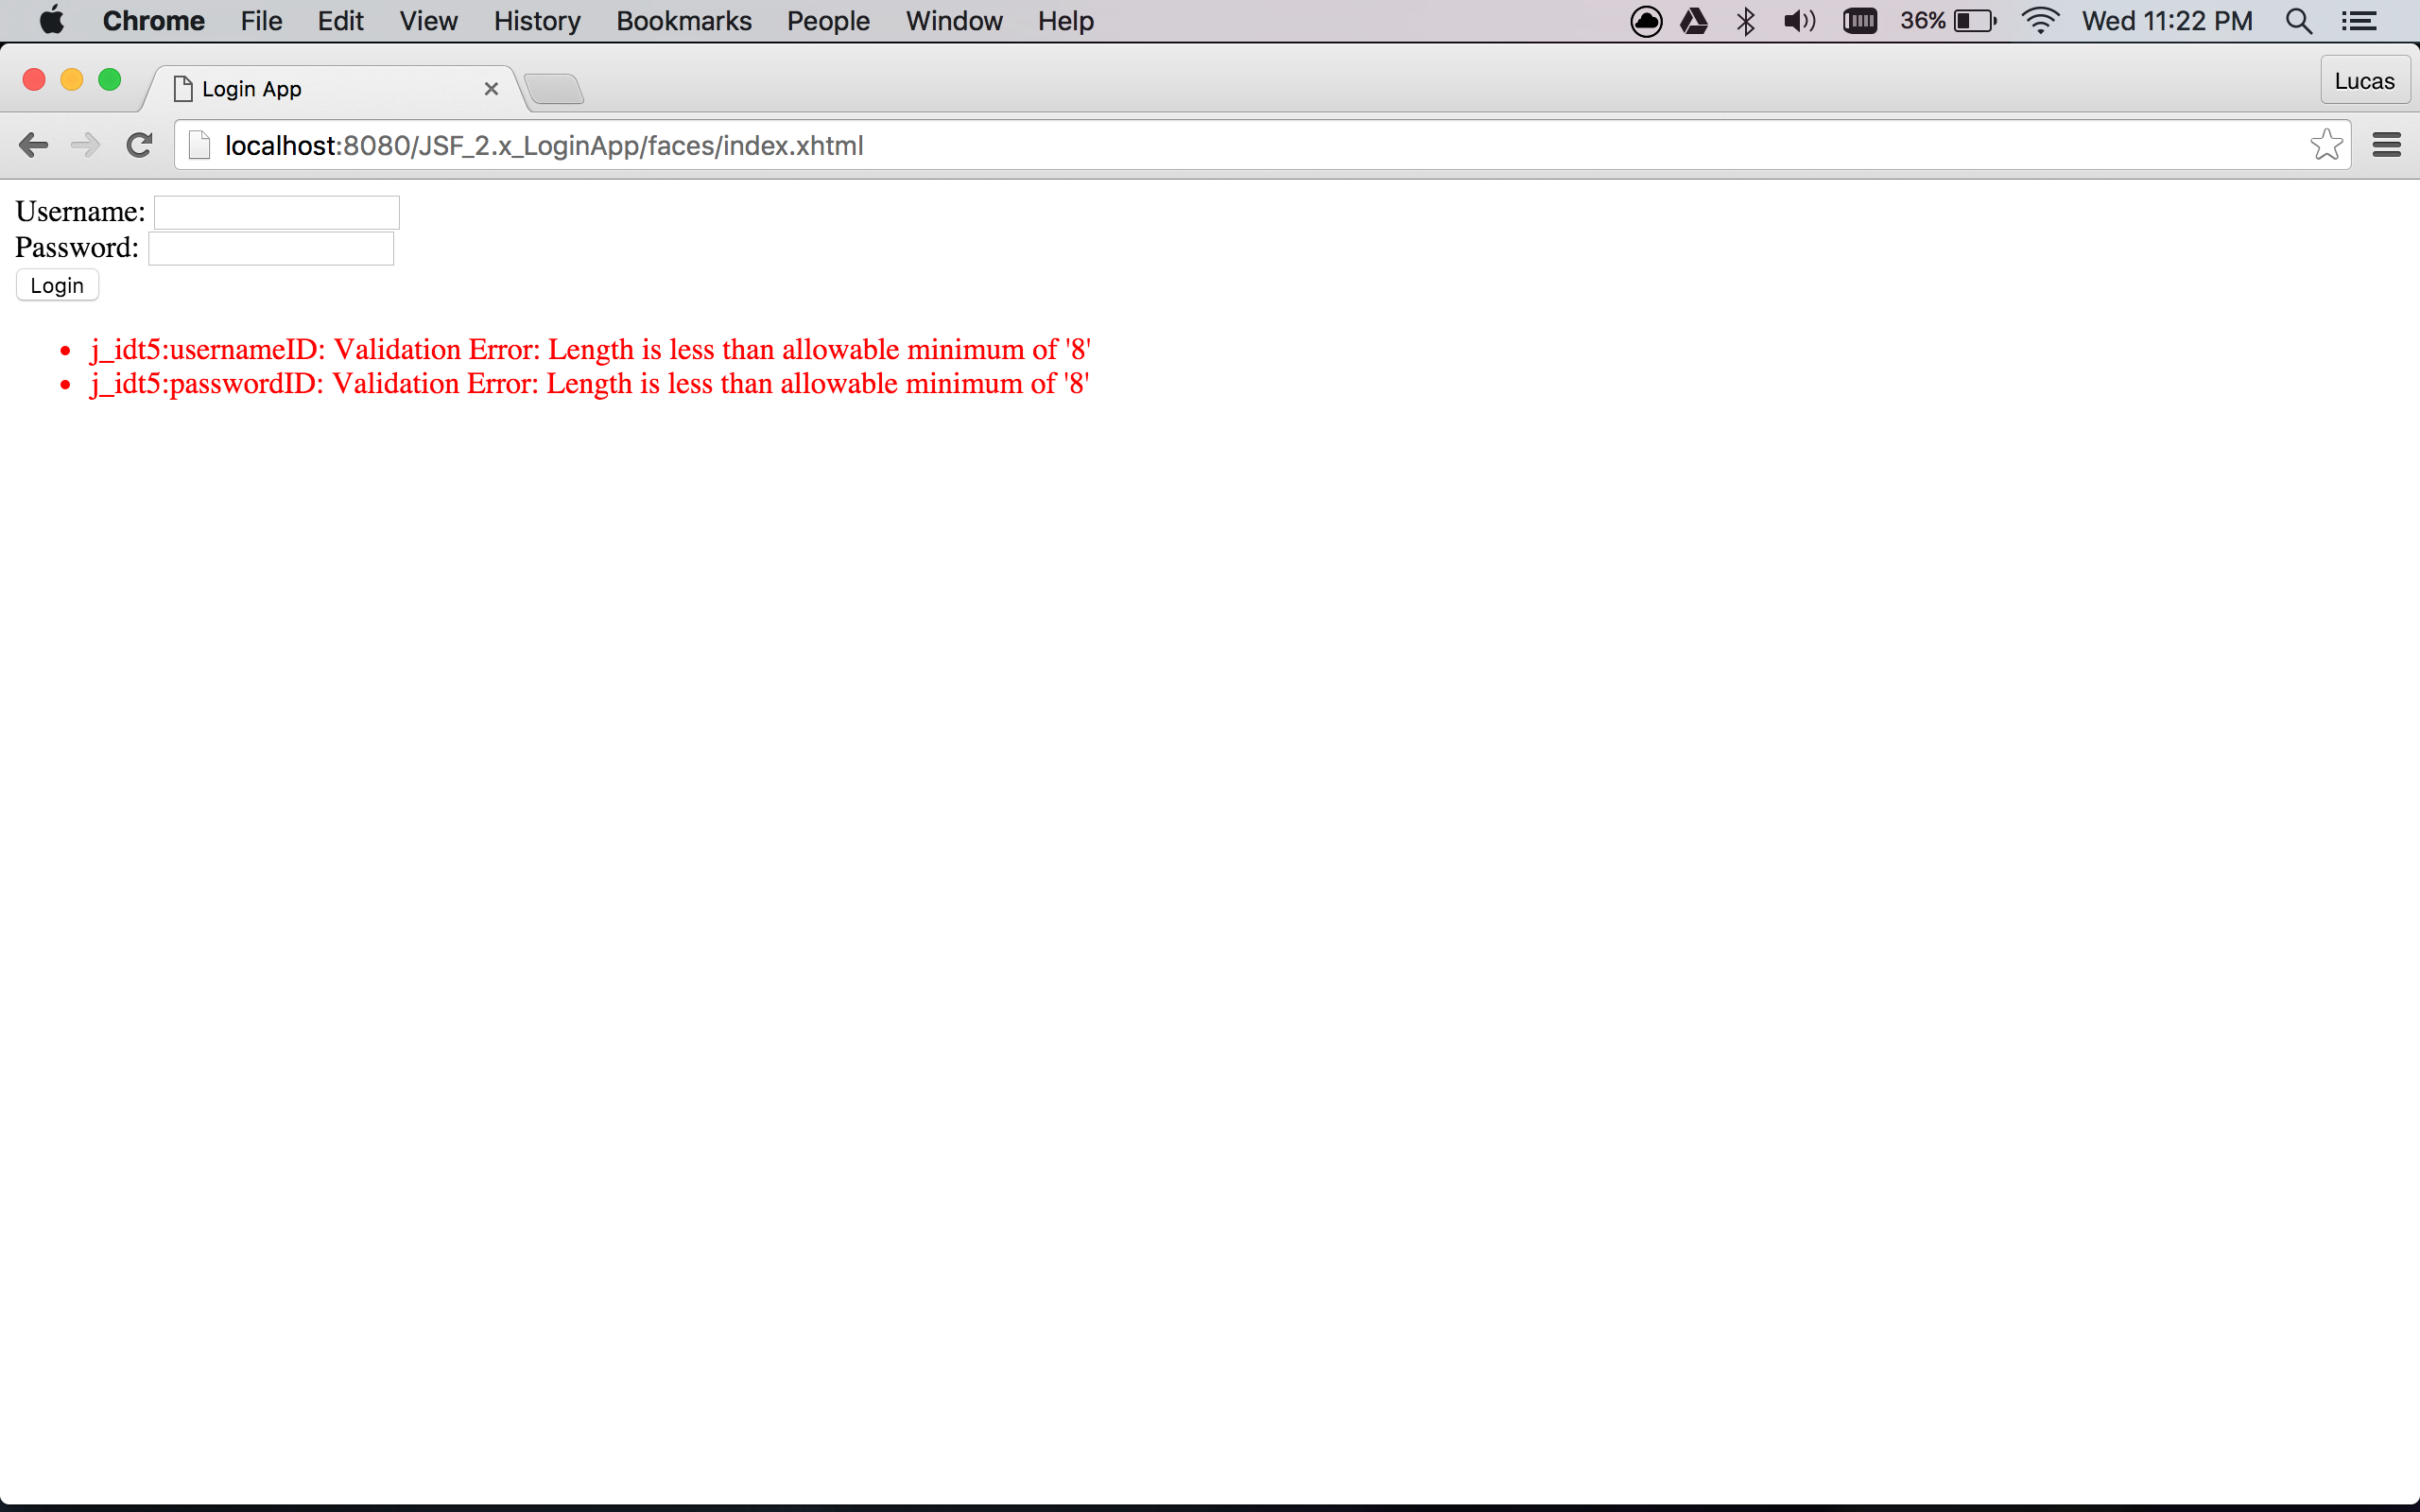 Chrome File Edit View History Bookmarks People Window Help 36% Wed 11:22 PM
Login App Lucas
localhost:8080/JSF_2.x_LoginApp/faces/index.xhtml
Username:
Password:
Login
• j_idt5:usernameID: Validation Error: Length is less than allowable minimum of '8'
• j_idt5:passwordID: Validation Error: Length is less than allowable minimum of '8'